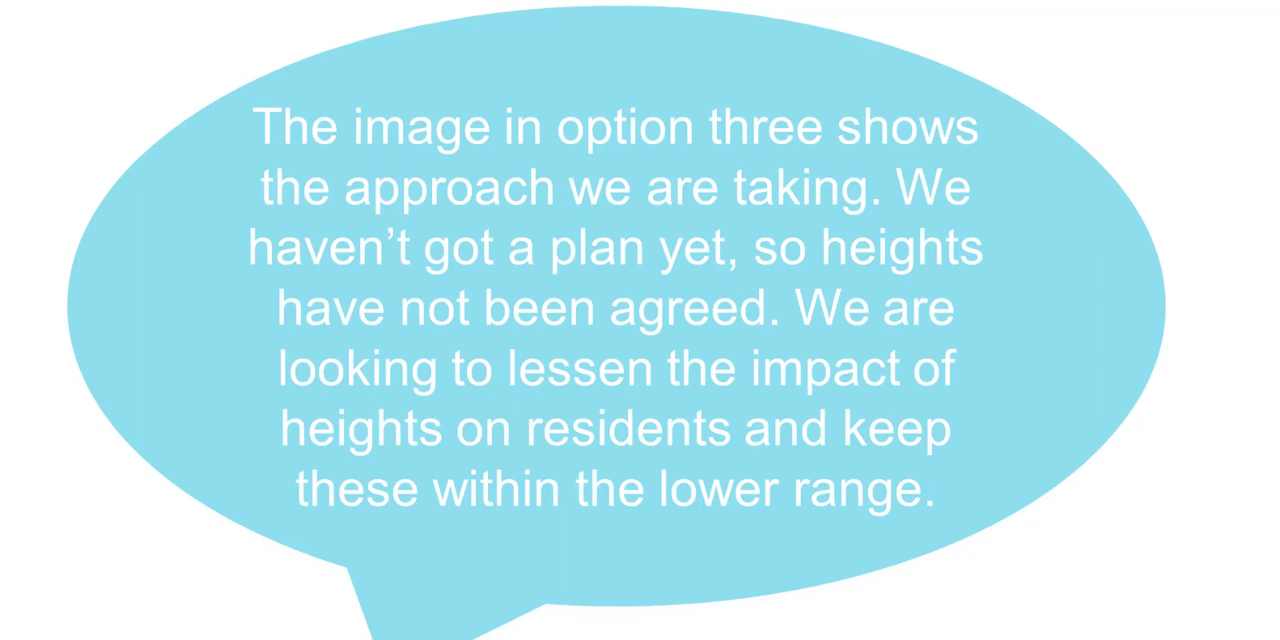 The image in option three shows
the approach we are taking. We
haven’t got a plan yet, so heights
have not been agreed. We are
looking to lessen the impact of
heights on residents and keep
these within the lower range.